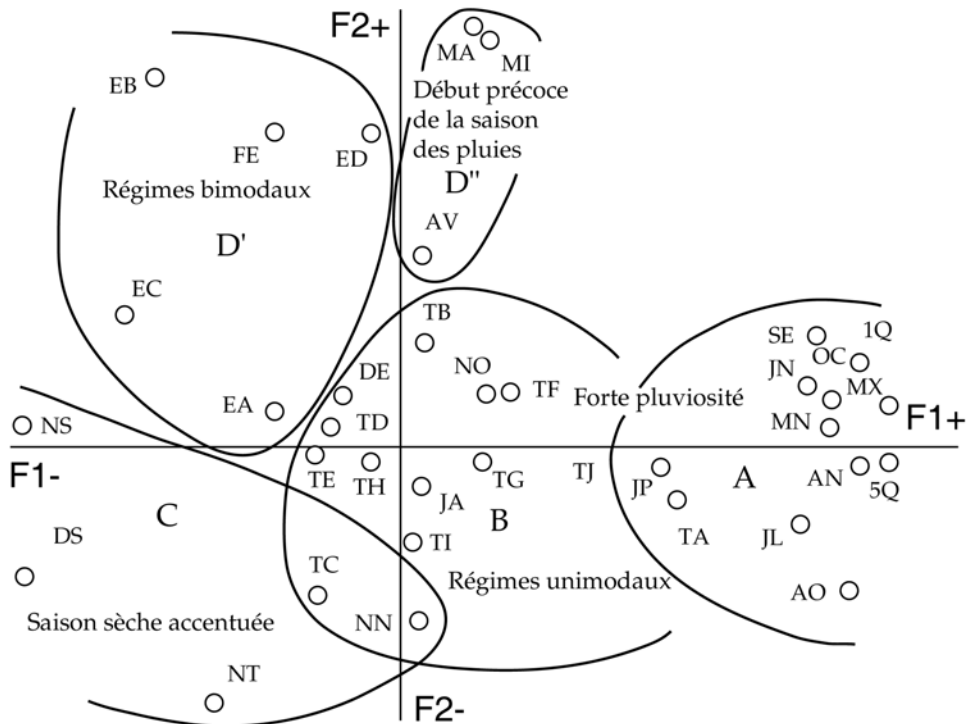 F2+
MA
MI
EB
Début précoce
de la saison
des pluies
FE
ED
Régimes bimodaux
D''
D'
AV
EC
TB
SE
1Q
OC
DE
NO
TF
JN
MX
Forte pluviosité
EA
TD
MN
F1+
NS
F1-
TE
TH
TG
TJ
JP
A
AN
5Q
JA
C
B
DS
TI
TA
JL
TC
Régimes unimodaux
AO
Saison sèche accentuée
NN
NT
F2-